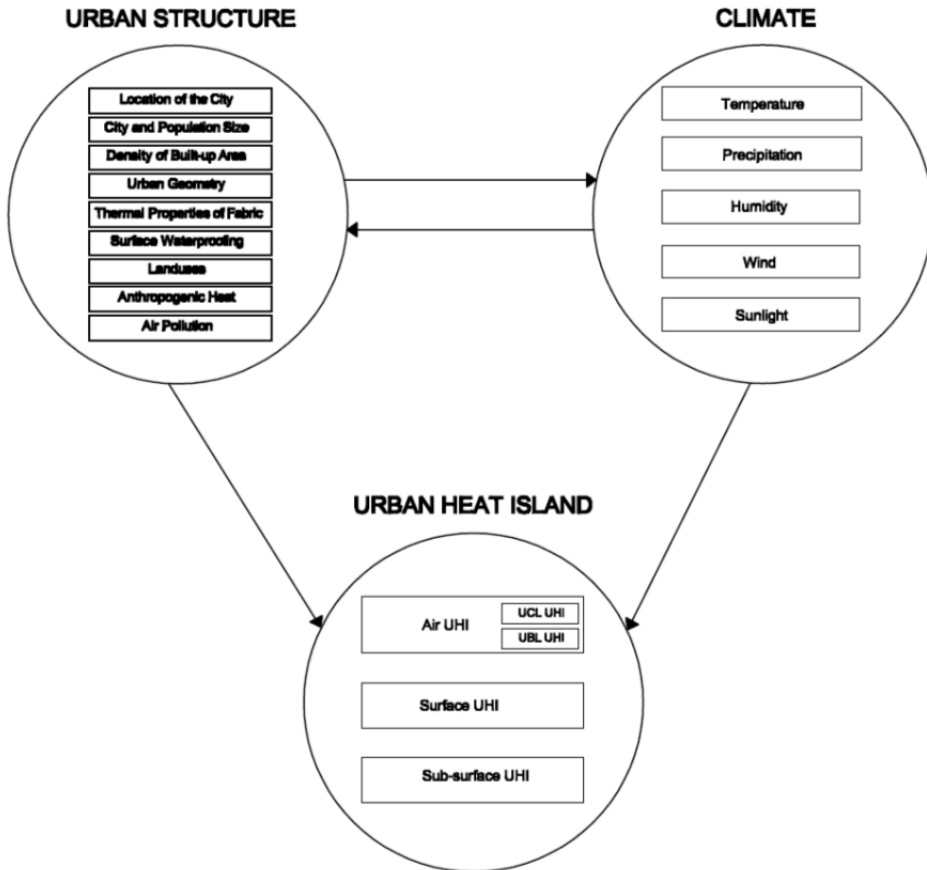 URBAN STRUCTURE
Location of the City
City and Population Size
Density of Built-up Area
Urban Geometry
Thermal Properties of Fabric
Surface Waterproofing
Landuses
Anthropogenic Heat
Air Pollution
CLIMATE
Temperature
Precipitation
Humidity
Wind
Sunlight
URBAN HEAT ISLAND
Air UHI
UCL UHI
UBL UHI
Surface UHI
Sub-surface UHI